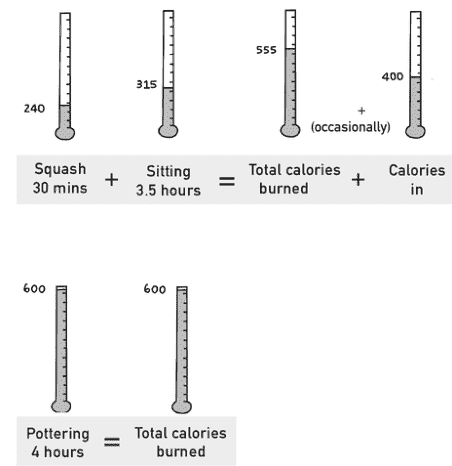 240
315
555
400
+
(occasionally)
Squash
30 mins
+
Sitting
3.5 hours
=
Total calories
burned
+
Calories
in
600
600
Pottering
4 hours
=
Total calories
burned